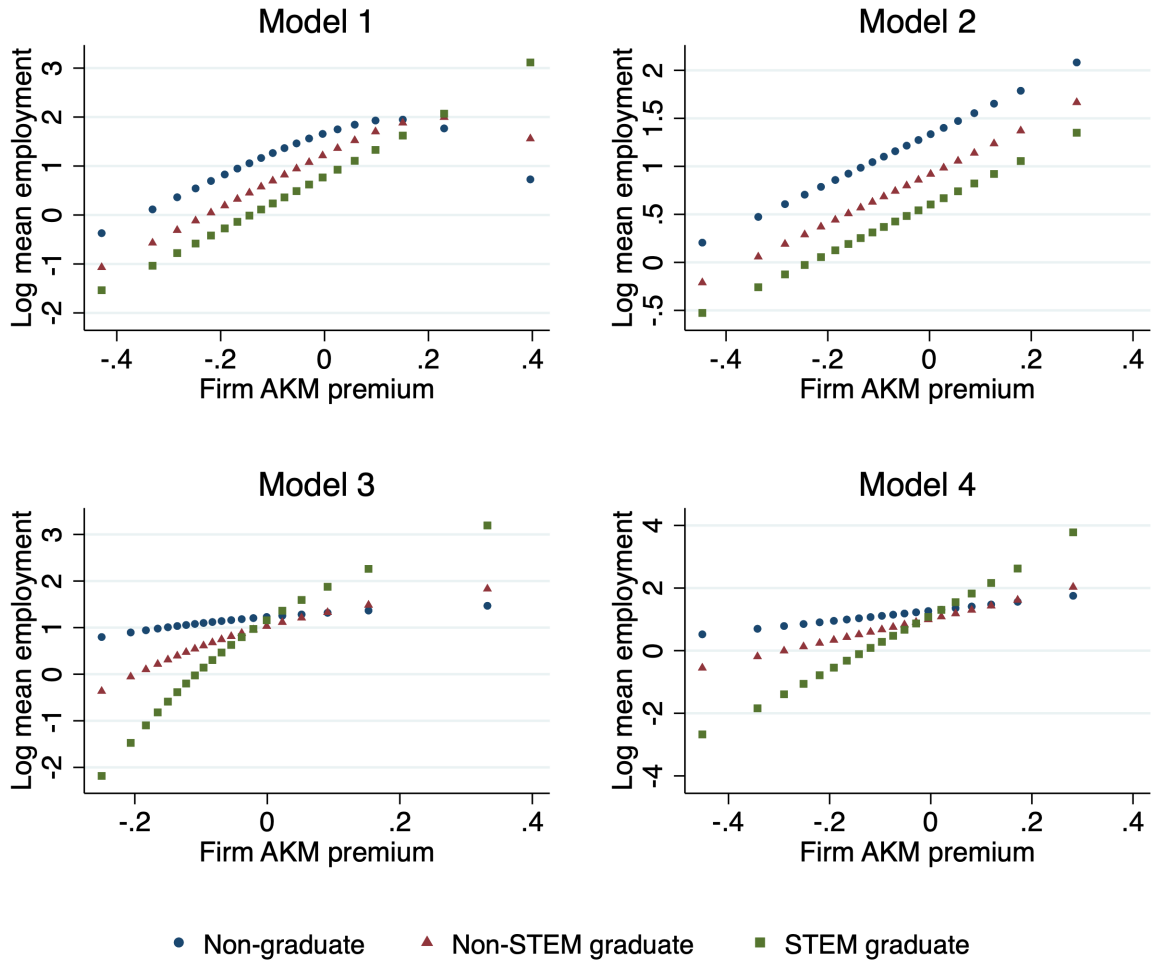 Model 1
Log mean employment
3
2
1
0
-1
-2
-.4 -.2 0 .2 .4
Firm AKM premium
Model 2
Log mean employment
2
1.5
1
.5
0
-.5
-.4 -.2 0 .2 .4
Firm AKM premium
Model 3
Log mean employment
3
2
1
0
-1
-2
-.2 0 .2 .4
Firm AKM premium
Model 4
Log mean employment
4
2
0
-2
-4
-.4 -.2 0 .2 .4
Firm AKM premium
Non-graduate Non-STEM graduate STEM graduate